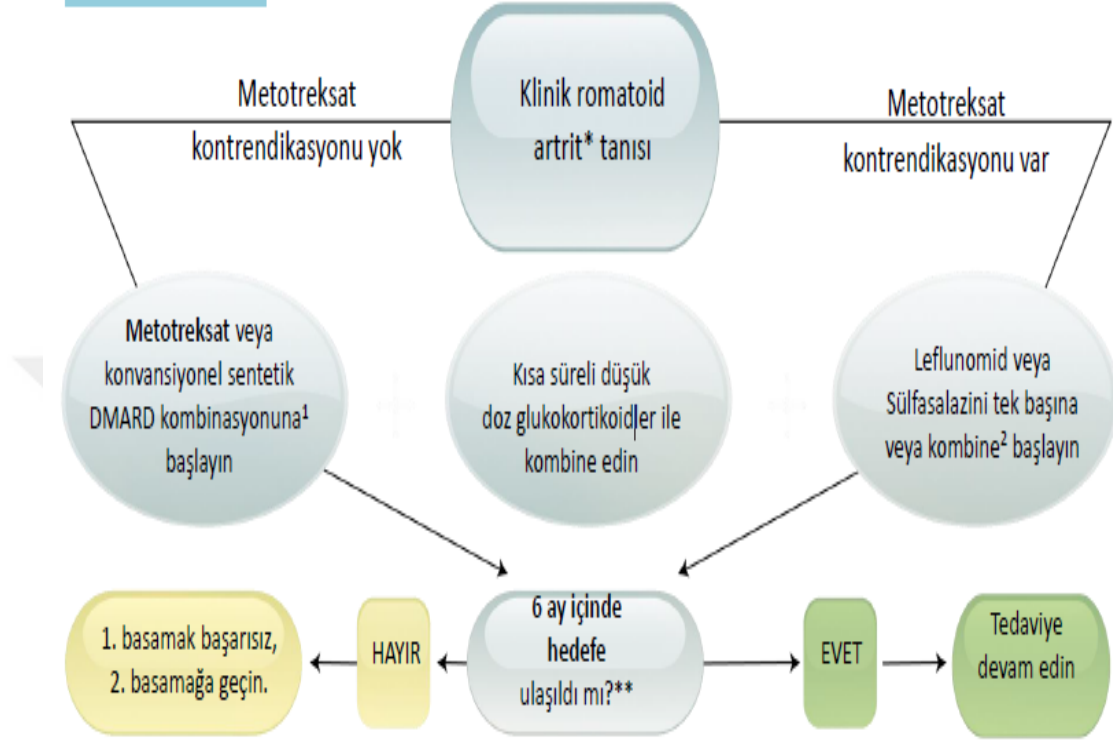 Metotreksat
kontrendikasyonu yok
Klinik romatoid
artrit* tanısı
Metotreksat
kontrendikasyonu var
Metotreksat veya
konvansiyonel sentetik
DMARD kombinasyonuna¹
başlayın
Kısa süreli düşük
doz glukokortikoidler ile
kombine edin
Leflunomid veya
Sülfasalazini tek başına
veya kombine² başlayın
1. basamak başarısız,
2. basamağa geçin.
HAYIR
6 ay içinde
hedefe
ulaşıldı mı?**
EVET
Tedaviye
devam edin